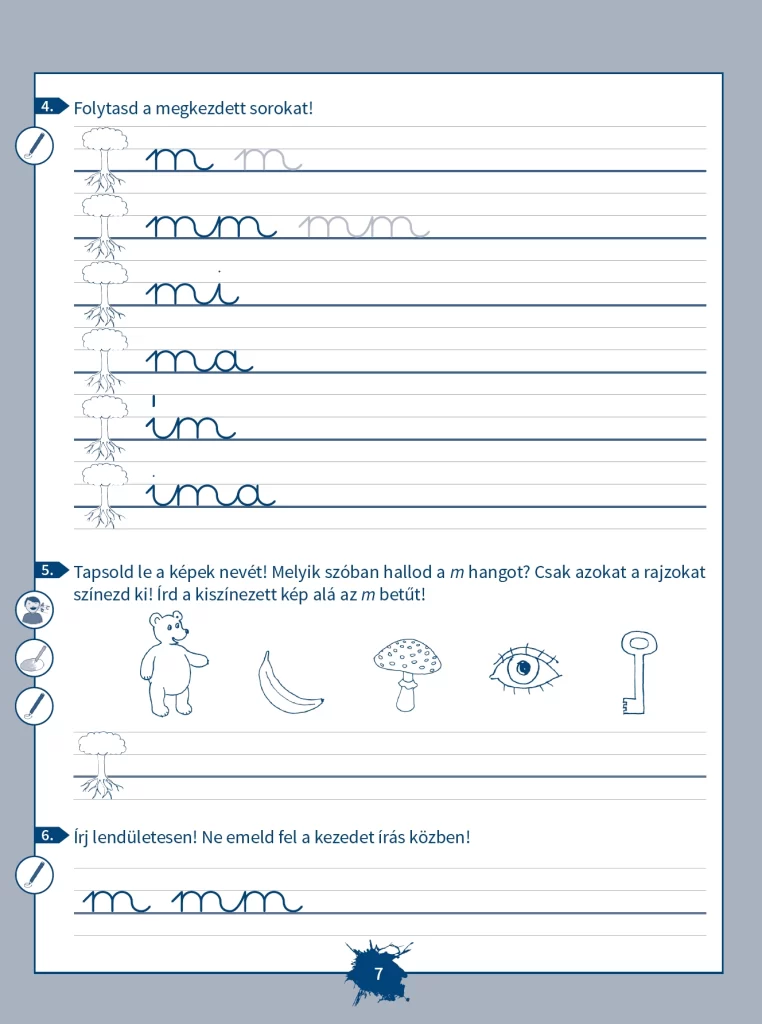 4. Folytasd a megkezdett sorokat!
m m
mm mm
mi
ma
ím
ima
5. Tapsold le a képek nevét! Melyik szóban hallod a m hangot? Csak azokat a rajzokat
színezd ki! Írd a kiszínezett kép alá az m betűt!
6. Írj lendületesen! Ne emeld fel a kezedet írás közben!
m mm
7